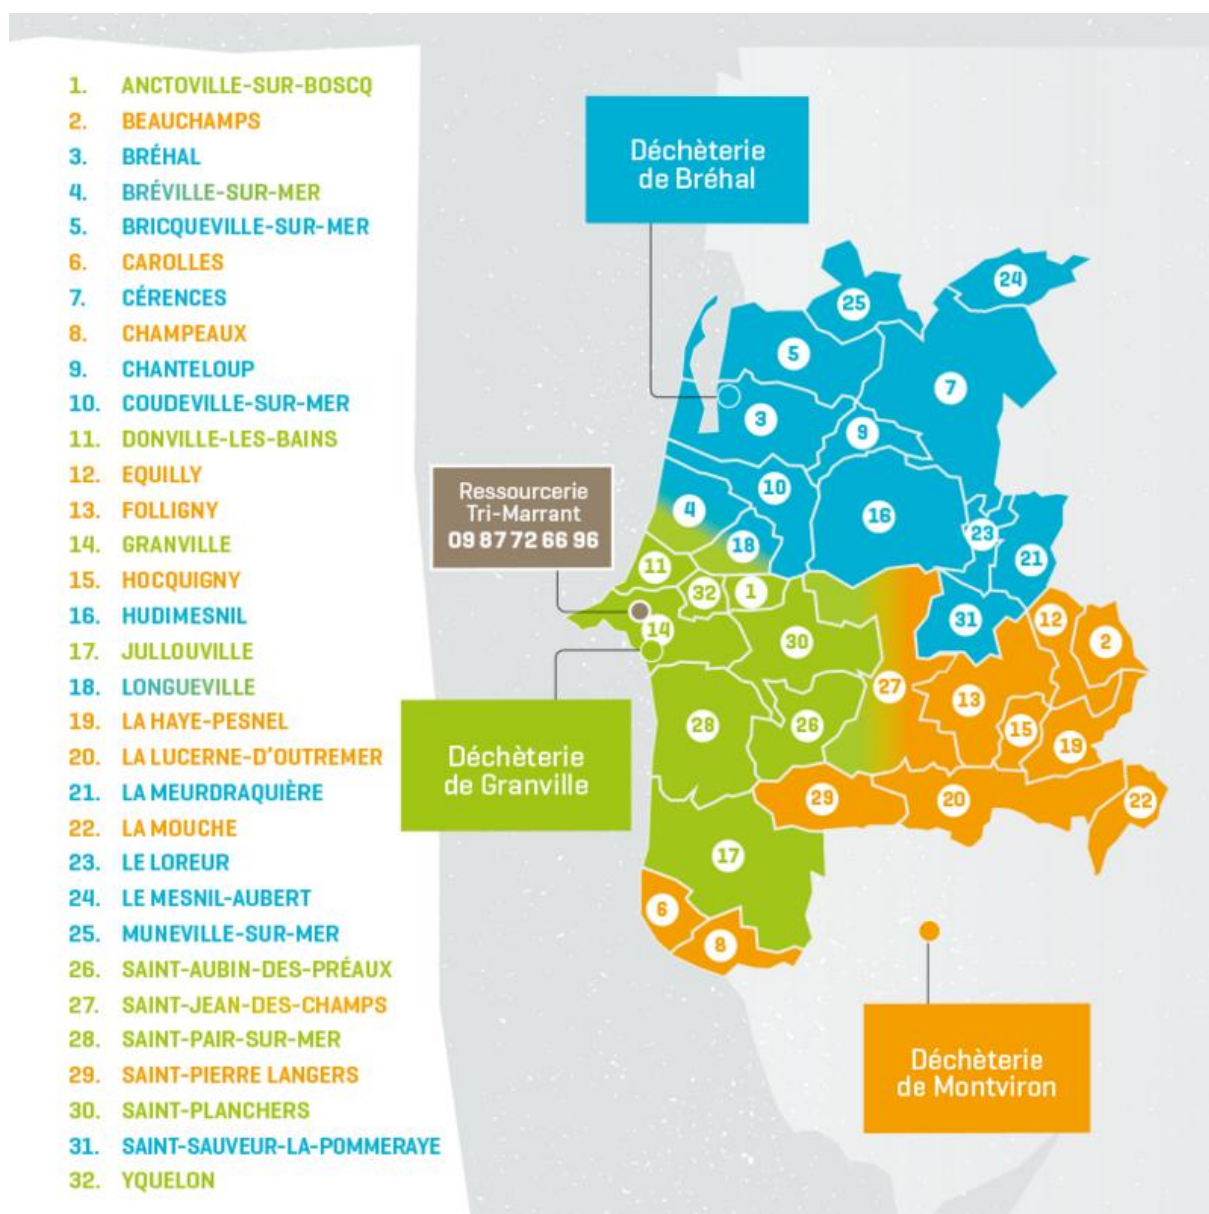 1. ANCTOVILLE-SUR-BOSCQ
2. BEAUCHAMPS
3. BRÉHAL
4. BRÉVILLE-SUR-MER
5. BRICQUEVILLE-SUR-MER
6. CAROLLES
7. CÉRENCES
8. CHAMPEAUX
9. CHANTELOUP
10. COUDEVILLE-SUR-MER
11. DONVILLE-LES-BAINS
12. EQUILLY
13. FOLLIGNY
14. GRANVILLE
15. HOCQUIGNY
16. HUDIMESNIL
17. JULLOUVILLE
18. LONGUEVILLE
19. LA HAYE-PESNEL
20. LA LUCERNE-D'OUTREMER
21. LA MEURDRAQUIÈRE
22. LA MOUCHE
23. LE LOREUR
24. LE MESNIL-AUBERT
25. MUNEVILLE-SUR-MER
26. SAINT-AUBIN-DES-PRÉAUX
27. SAINT-JEAN-DES-CHAMPS
28. SAINT-PAIR-SUR-MER
29. SAINT-PIERRE LANGERS
30. SAINT-PLANCHERS
31. SAINT-SAUVEUR-LA-POMMERAYE
32. YQUELON
Déchèterie
de Bréhal
24
25
5
7
3
9
10
16
4
23
18
21
Ressourcerie
Tri-Marrant
09 87 72 66 96
11
32
1
31
12
14
30
2
27
13
28
26
15
19
29
20
22
Déchèterie
de Granville
17
6
8
Déchèterie
de Montviron